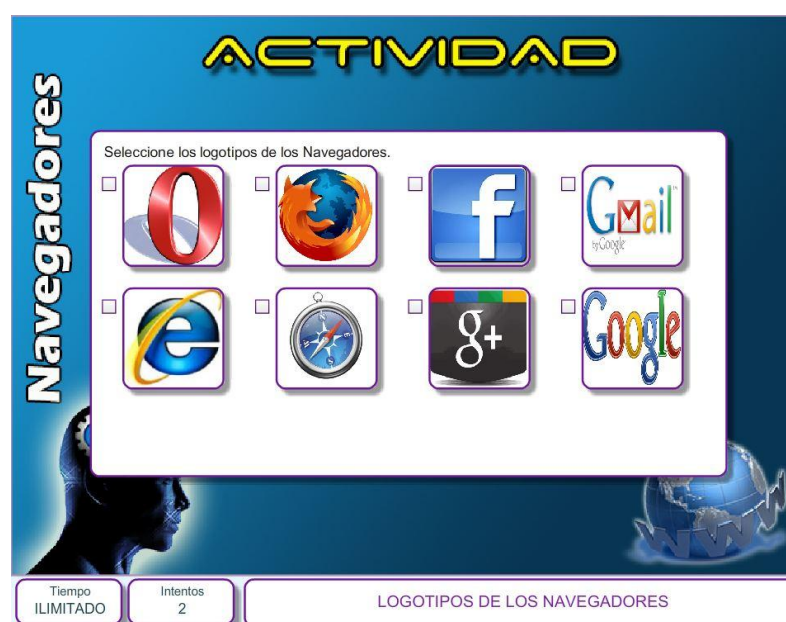 ACTIVIDAD
Navegadores
Seleccione los logotipos de los Navegadores.
f
Gmail
by Google
e
g+
Google
WWW
Tiempo
ILIMITADO
Intentos
2
LOGOTIPOS DE LOS NAVEGADORES